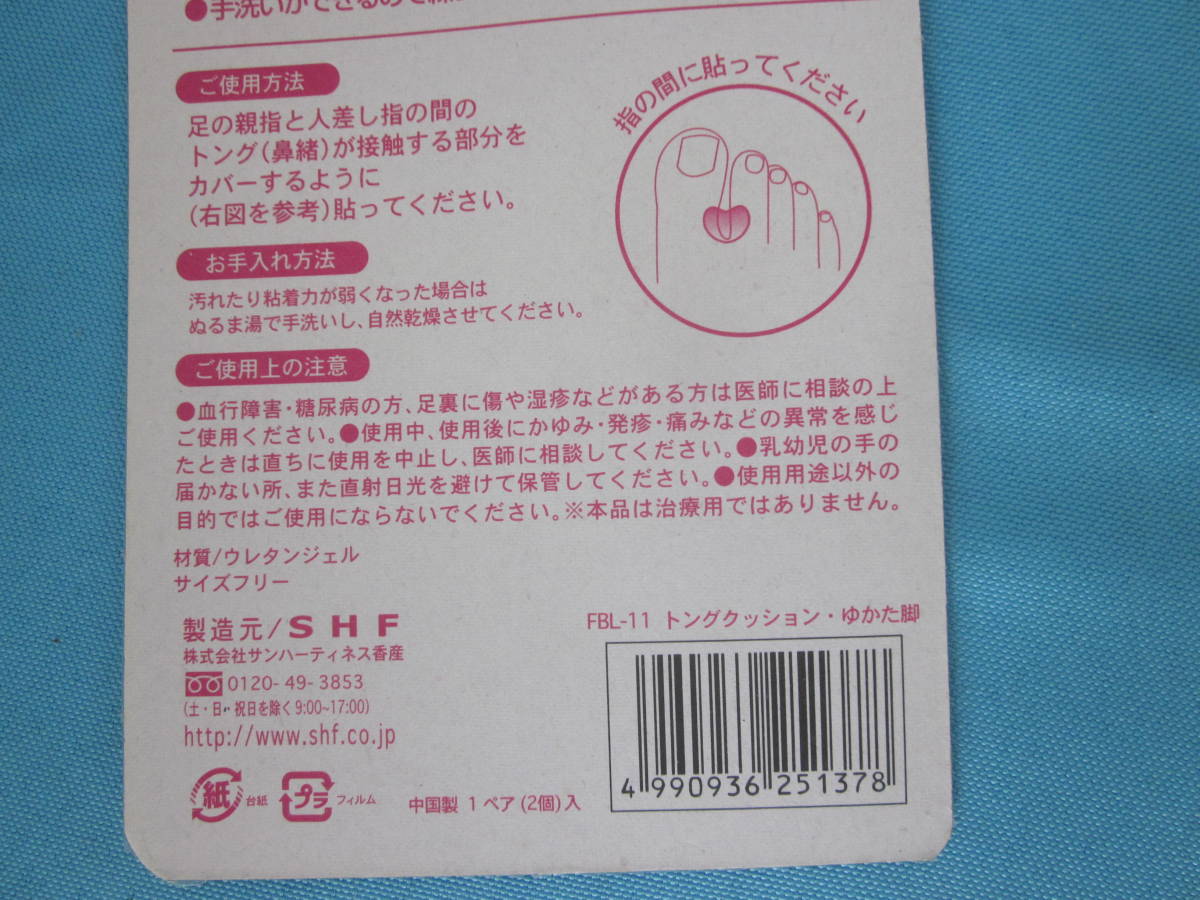 ●手洗いができるので
ご使用方法
足の親指と人差し指の間の
トング(鼻緒)が接触する部分を
カバーするように
(右図を参考)貼ってください。
指の間に貼ってください
お手入れ方法
汚れたり粘着力が弱くなった場合は
ぬるま湯で手洗いし、自然乾燥させてください。
ご使用上の注意
●血行障害・糖尿病の方、足裏に傷や湿疹などがある方は医師に相談の上
ご使用ください。●使用中、使用後にかゆみ・発疹・痛みなどの異常を感じ
たときは直ちに使用を中止し、医師に相談してください。●乳幼児の手の
届かない所、また直射日光を避けて保管してください。●使用用途以外の
目的ではご使用にならないでください。※本品は治療用ではありません。
材質/ウレタンジェル
サイズフリー
製造元/SHF
株式会社サンハーティネス香産
0120-49-3853
(土・日・祝日を除く9:00~17:00)
http://www.shf.co.jp
紙 台紙 プラ フィルム
中国製 1ペア(2個)入
FBL-11 トングクッション・ゆかた脚
4 990936 251378